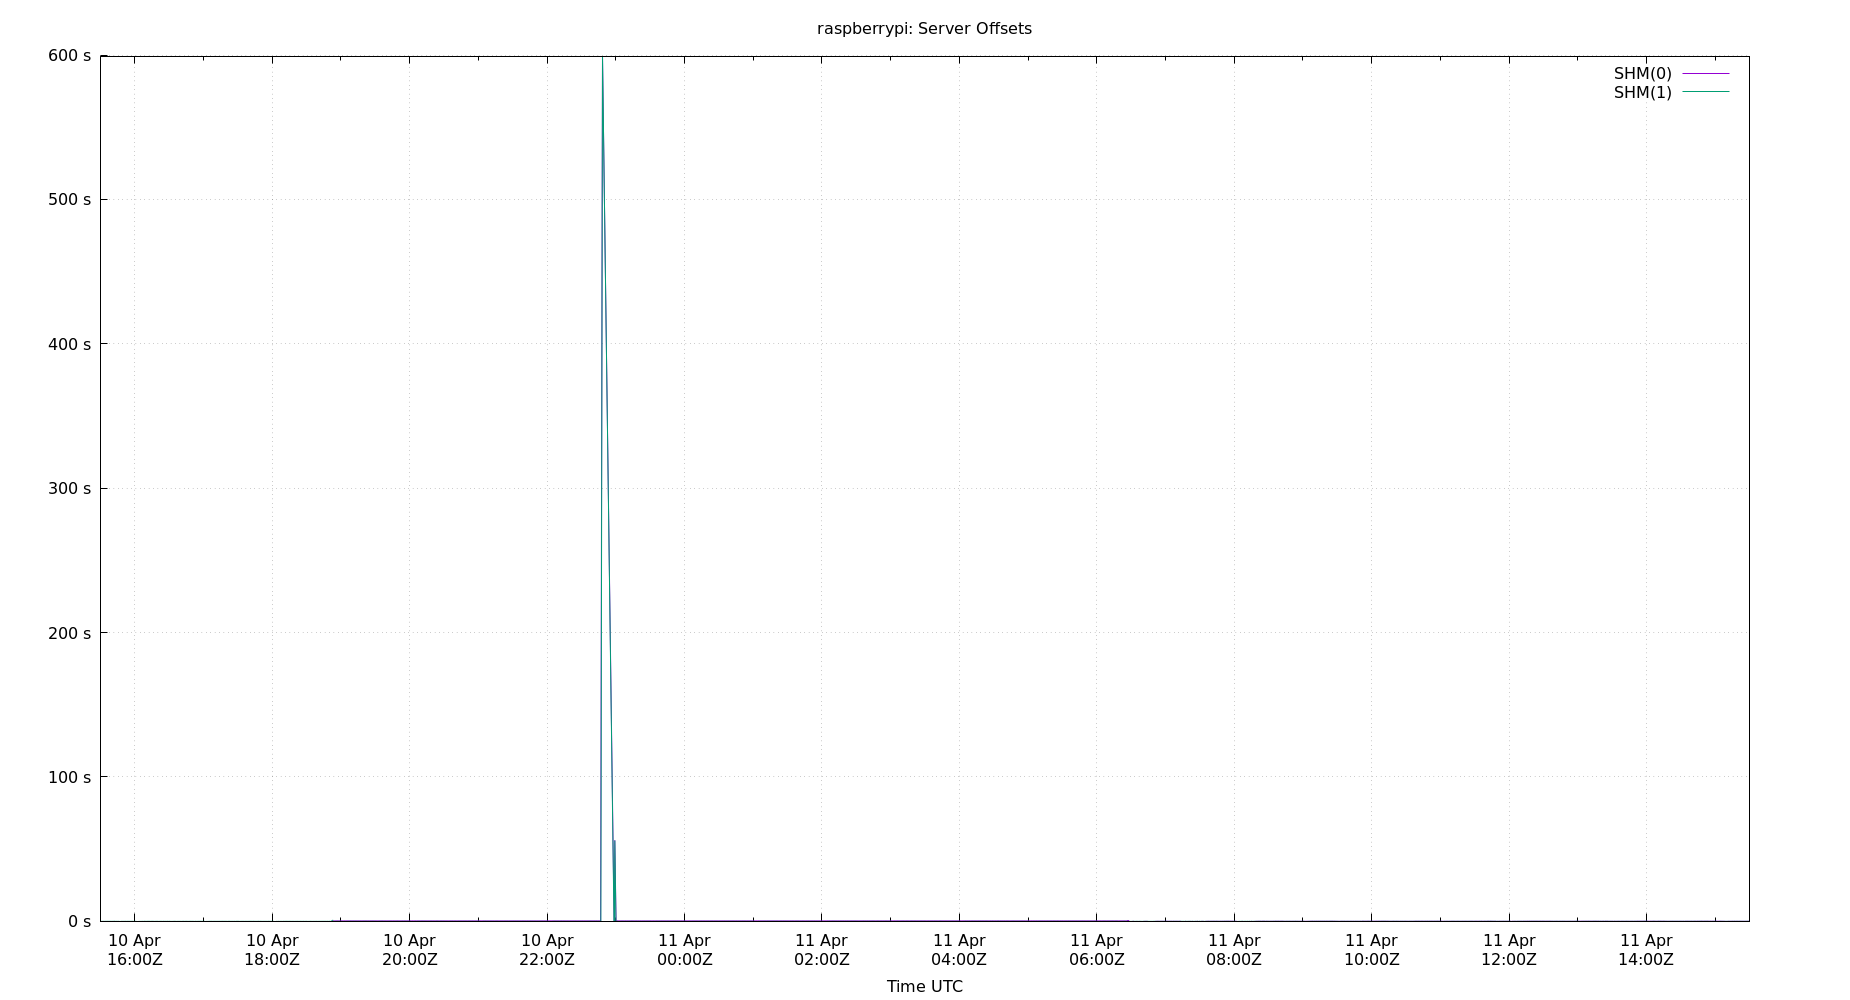 raspberrypi: Server Offsets
600 s
500 s
400 s
300 s
200 s
100 s
0 s
SHM(0)
SHM(1)
10 Apr 10 Apr 10 Apr 10 Apr 11 Apr 11 Apr 11 Apr 11 Apr 11 Apr 11 Apr 11 Apr 11 Apr
16:00Z 18:00Z 20:00Z 22:00Z 00:00Z 02:00Z 04:00Z 06:00Z 08:00Z 10:00Z 12:00Z 14:00Z
Time UTC